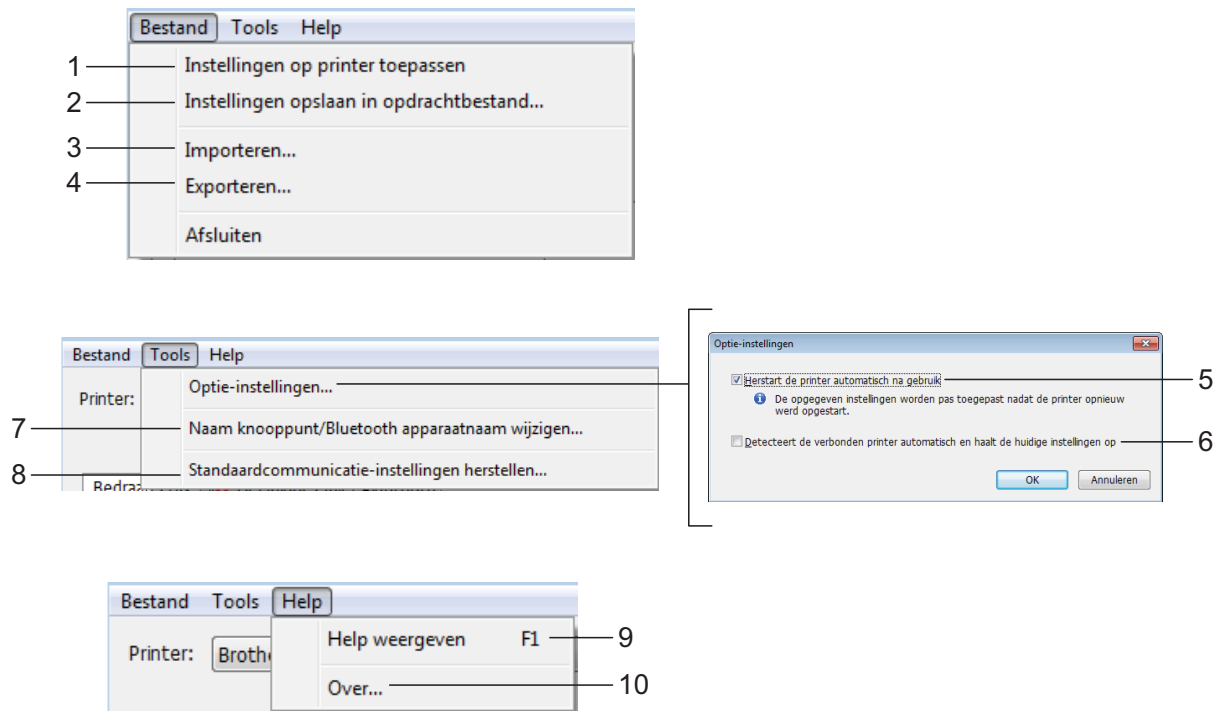 Bestand Tools Help
1 Instellingen op printer toepassen
2 Instellingen opslaan in opdrachtbestand...
3 Importeren...
4 Exporteren...
Afsluiten
Bestand Tools Help
Printer:
Optie-instellingen...
7 Naam knooppunt/Bluetooth apparaatnaam wijzigen...
8 Standaardcommunicatie-instellingen herstellen...
Optie-instellingen
Herstart de printer automatisch na gebruik 5
De opgegeven instellingen worden pas toegepast nadat de printer opnieuw
werd opgestart.
Detecteert de verbonden printer automatisch en haalt de huidige instellingen op 6
OK Annuleren
Bestand Tools Help
Printer: Brothe
Help weergeven F1 9
Over... 10